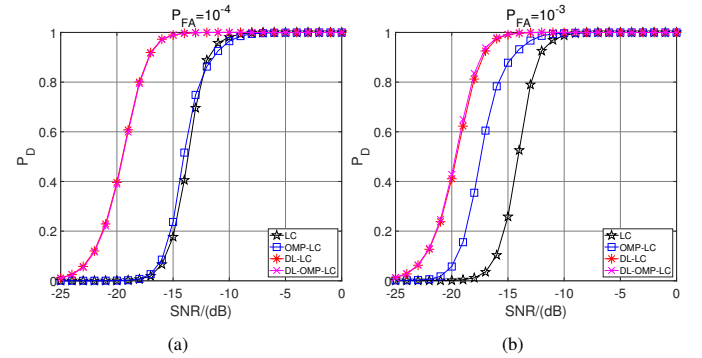 P_FA=10^-4
P_D
1
0.8
0.6
0.4
0.2
0
-25 -20 -15 -10 -5 0
SNR/(dB)
LC
OMP-LC
DL-LC
DL-OMP-LC
(a)
P_FA=10^-3
P_D
1
0.8
0.6
0.4
0.2
0
-25 -20 -15 -10 -5 0
SNR/(dB)
LC
OMP-LC
DL-LC
DL-OMP-LC
(b)